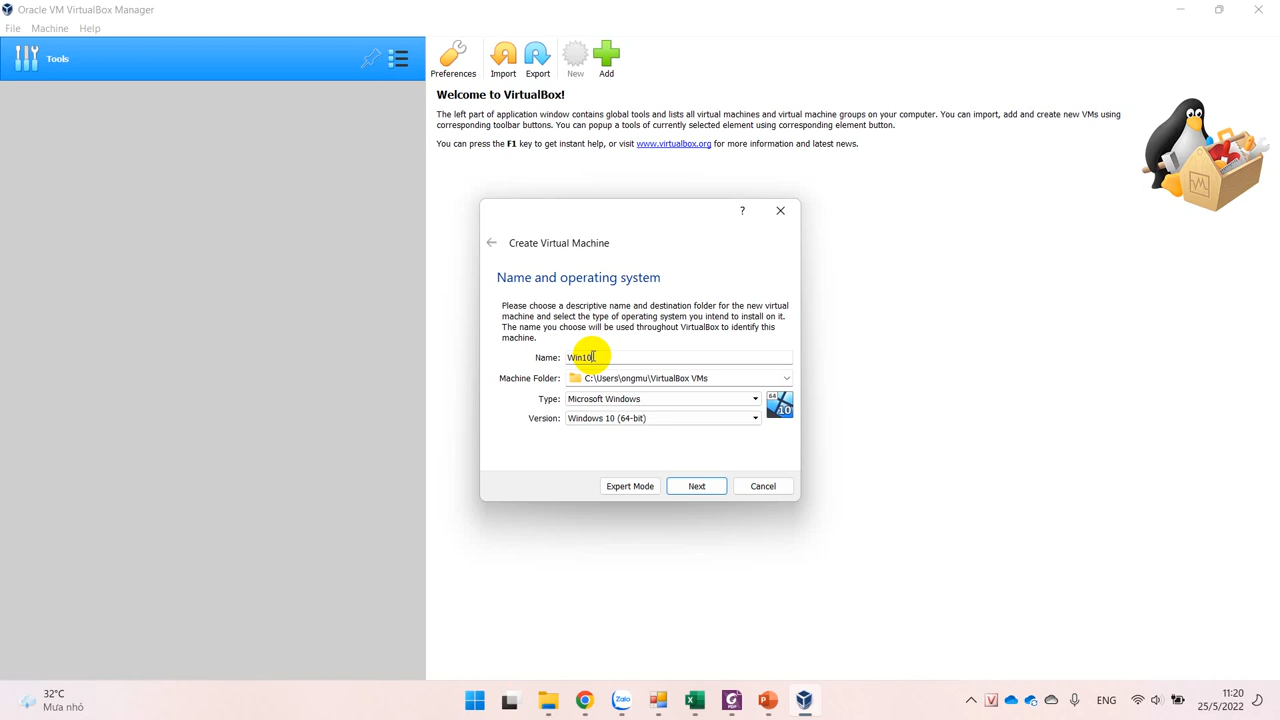 Oracle VM VirtualBox Manager
File Machine Help
Tools
Preferences Import Export New Add
Welcome to VirtualBox!
The left part of application window contains global tools and lists all virtual machines and virtual machine groups on your computer. You can import, add and create new VMs using
corresponding toolbar buttons. You can popup a tools of currently selected element using corresponding element button.
You can press the F1 key to get instant help, or visit www.virtualbox.org for more information and latest news.
?
Create Virtual Machine
Name and operating system
Please choose a descriptive name and destination folder for the new virtual
machine and select the type of operating system you intend to install on it.
The name you choose will be used throughout VirtualBox to identify this
machine.
Name: Win10
Machine Folder: C:\Users\ongmu\VirtualBox VMs
Type: Microsoft Windows
64
10
Version: Windows 10 (64-bit)
Expert Mode Next Cancel
32°C
Mưa nhỏ
Zalo
ENG
11:20
25/5/2022